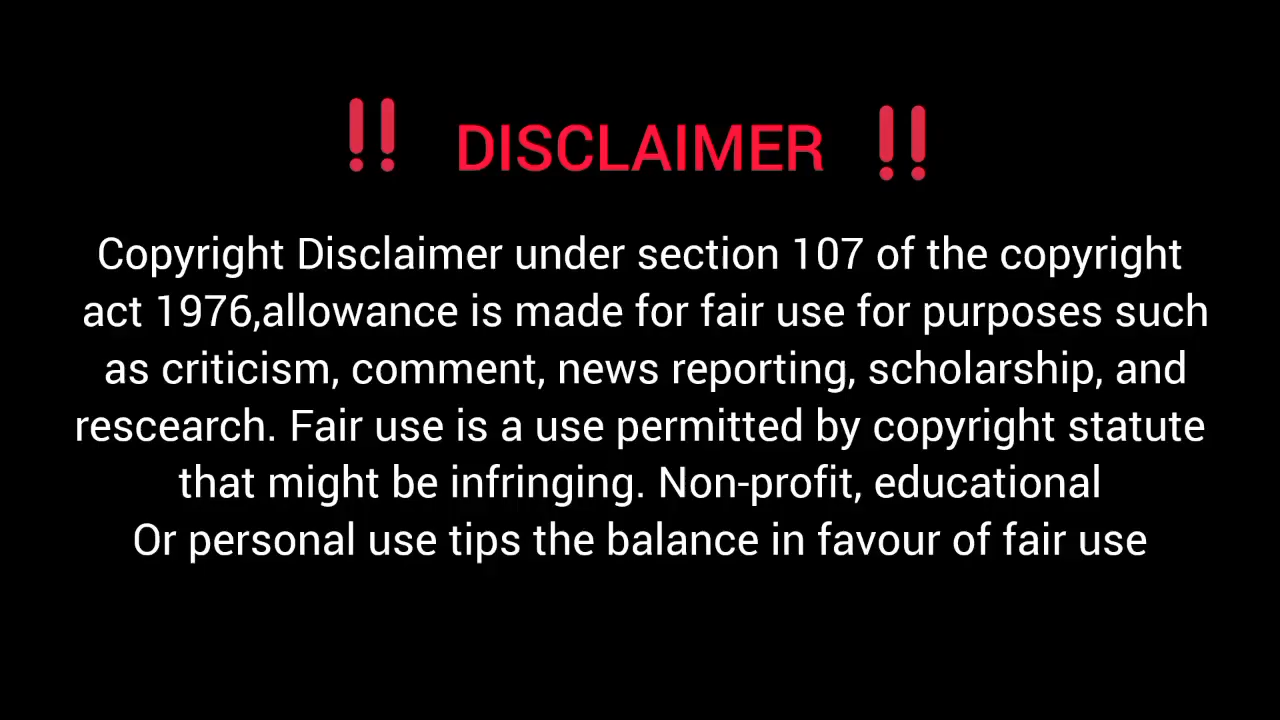 ‼ DISCLAIMER ‼
Copyright Disclaimer under section 107 of the copyright
act 1976,allowance is made for fair use for purposes such
as criticism, comment, news reporting, scholarship, and
rescearch. Fair use is a use permitted by copyright statute
that might be infringing. Non-profit, educational
Or personal use tips the balance in favour of fair use